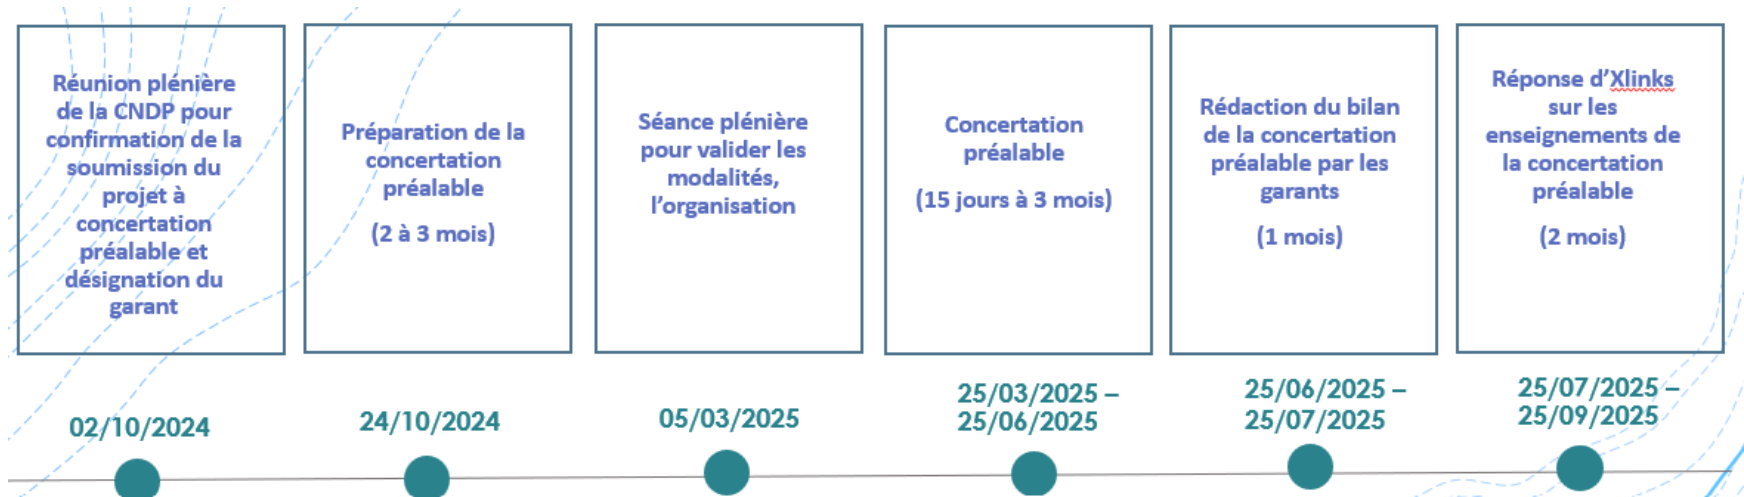 Réunion plénière
de la CNDP pour
confirmation de la
soumission du
projet à
concertation
préalable et
désignation du
garant
02/10/2024
Préparation de la
concertation
préalable
(2 à 3 mois)
24/10/2024
Séance plénière
pour valider les
modalités,
l’organisation
05/03/2025
Concertation
préalable
(15 jours à 3 mois)
25/03/2025 –
25/06/2025
Rédaction du bilan
de la concertation
préalable par les
garants
(1 mois)
25/06/2025 –
25/07/2025
Réponse d’Xlinks
sur les
enseignements de
la concertation
préalable
(2 mois)
25/07/2025 –
25/09/2025